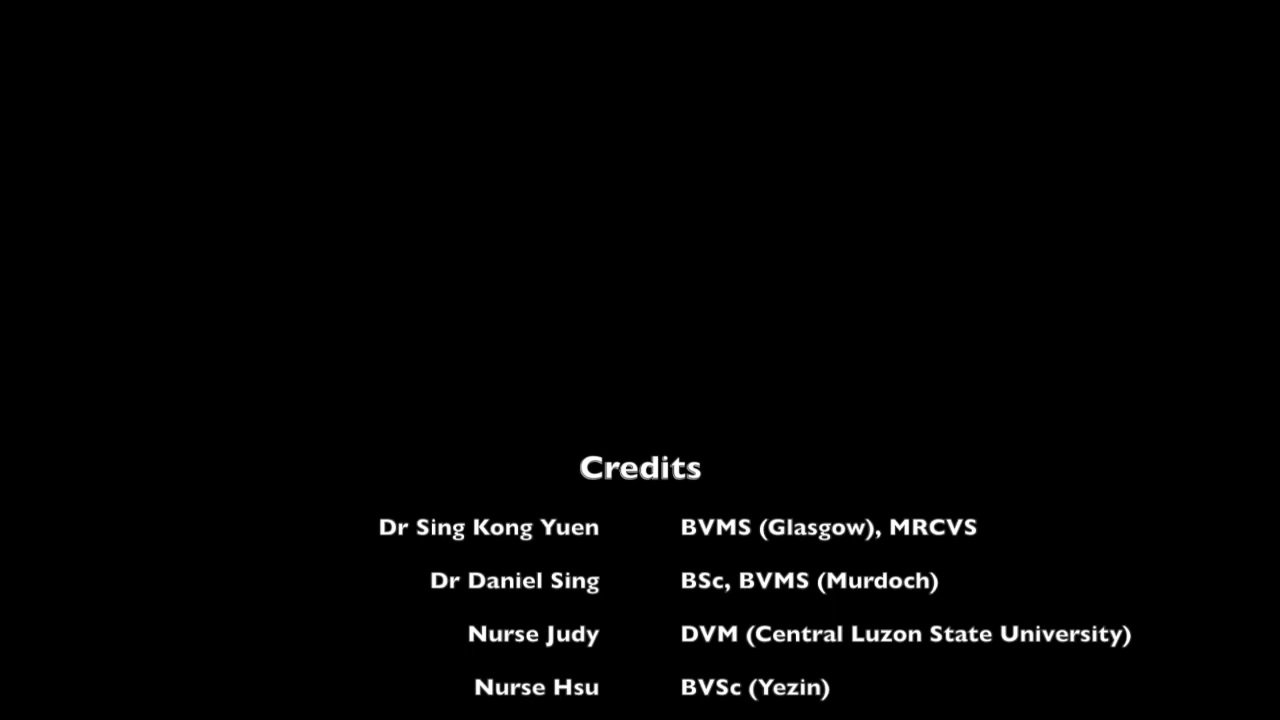 Credits
Dr Sing Kong Yuen BVMS (Glasgow), MRCVS
Dr Daniel Sing BSc, BVMS (Murdoch)
Nurse Judy DVM (Central Luzon State University)
Nurse Hsu BVSc (Yezin)